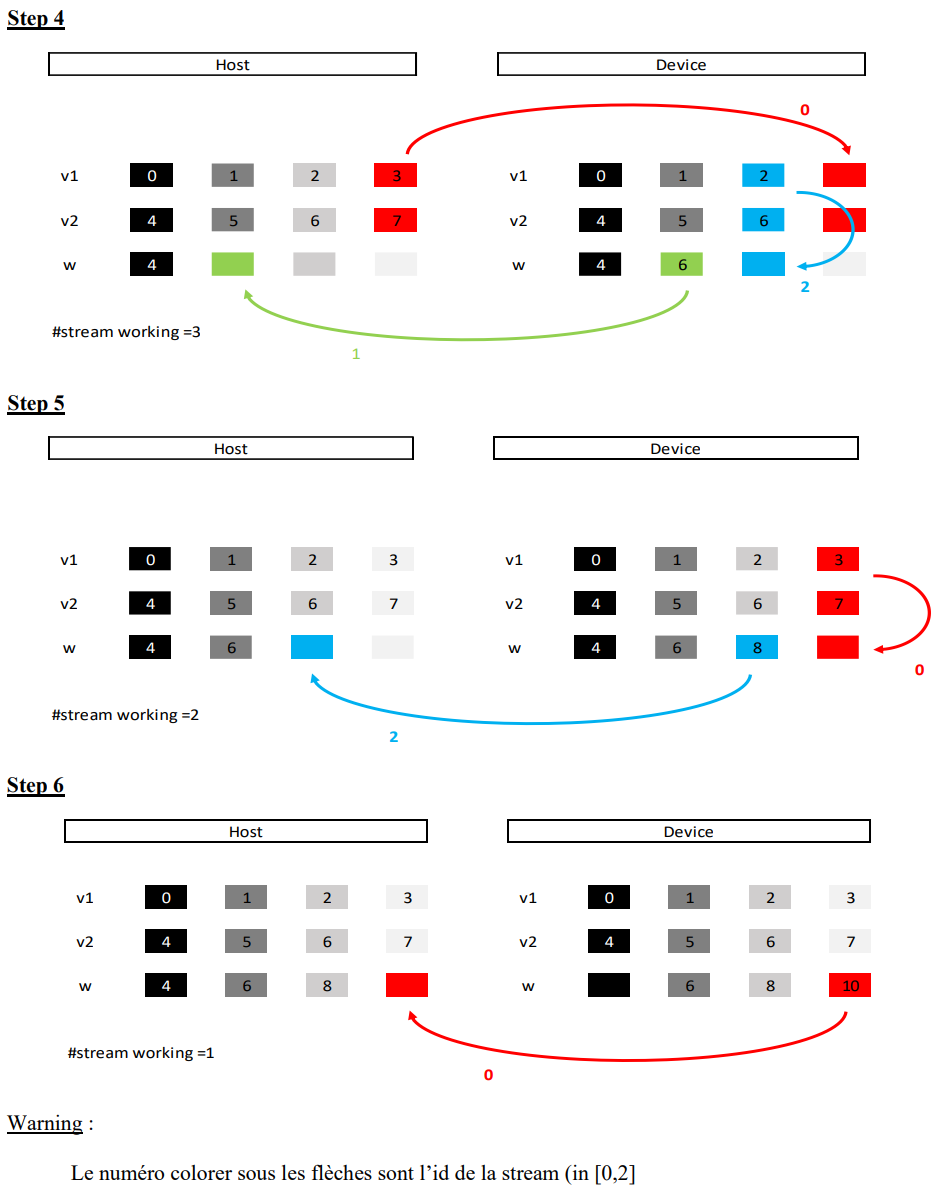 Step 4
Host Device
0
v1 0 1 2 3 v1 0 1 2
v2 4 5 6 7 v2 4 5 6
w 4 w 4 6
2
#stream working =3
1
Step 5
Host Device
v1 0 1 2 3 v1 0 1 2 3
v2 4 5 6 7 v2 4 5 6 7
w 4 6 w 4 6 8
0
#stream working =2
2
Step 6
Host Device
v1 0 1 2 3 v1 0 1 2 3
v2 4 5 6 7 v2 4 5 6 7
w 4 6 8 w 6 8 10
#stream working =1
0
Warning :
Le numéro colorer sous les flèches sont l’id de la stream (in [0,2]